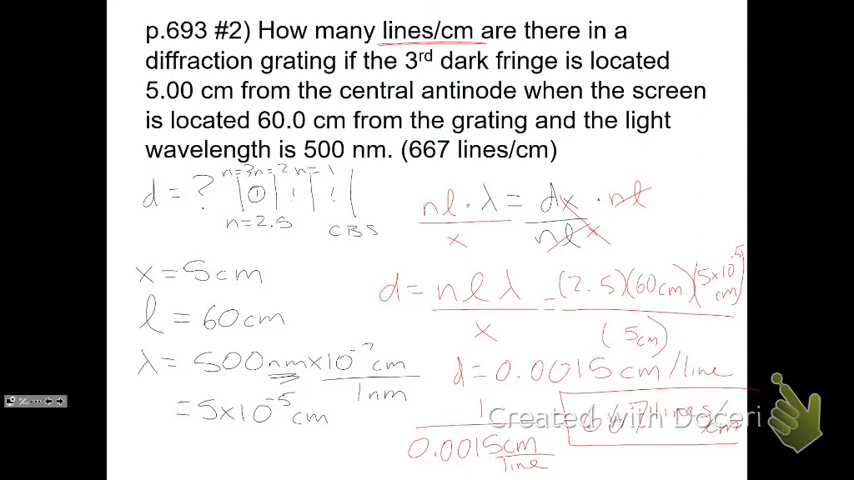 p.693 #2) How many lines/cm are there in a
diffraction grating if the 3rd dark fringe is located
5.00 cm from the central antinode when the screen
is located 60.0 cm from the grating and the light
wavelength is 500 nm. (667 lines/cm)
n=3 n=2 n=1
d = ?
n=2.5
CBS
nl · λ = dx · nl
x nl x
x = 5cm
l = 60cm
λ = 500nm x 10^-7 cm
1nm
= 5x10^-5 cm
d = nlλ = (2.5)(60cm)(5x10^-5 cm)
x (5cm)
d = 0.0015cm/line
1
0.0015cm
line
667 lines/cm
Created with Doceri